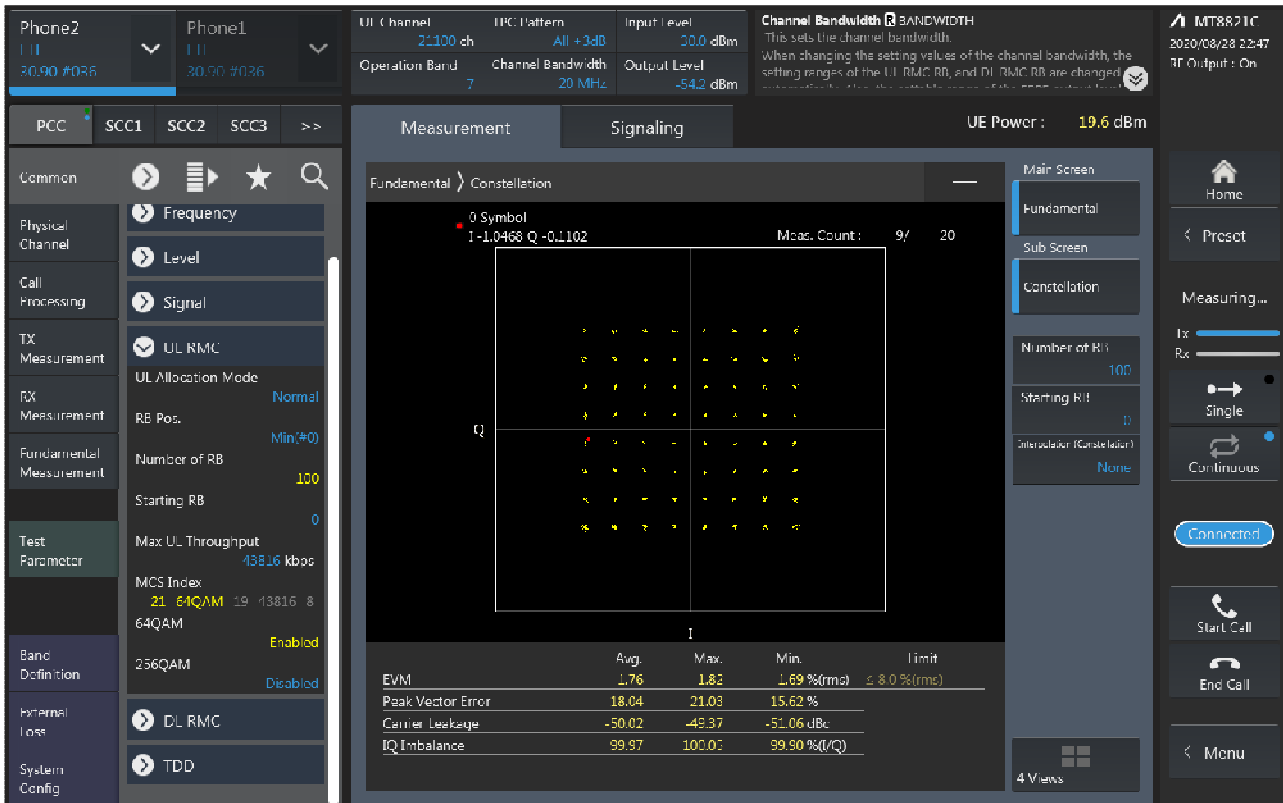 Phone2
LTE
30.90 #036
Phone1
LTE
30.90 #036
UL Channel
21100 ch
TPC Pattern
All +3dB
Input Level
30.0 dBm
Operation Band
7
Channel Bandwidth
20 MHz
Output Level
-54.2 dBm
Channel Bandwidth R BANDWIDTH
This sets the channel bandwidth.
When changing the setting values of the channel bandwidth, the
setting ranges of the UL RMC RB, and DL RMC RB are changed
MT8821C
2020/08/28 22:47
RF Output : On
PCC SCC1 SCC2 SCC3 >>
Measurement
Signaling
UE Power : 19.6 dBm
Common
Physical
Channel
Call
Processing
TX
Measurement
RX
Measurement
Fundamental
Measurement
Test
Parameter
Band
Definition
External
Loss
System
Config
Frequency
Level
Signal
UL RMC
UL Allocation Mode
Normal
RB Pos.
Min(#0)
Number of RB
100
Starting RB
0
Max UL Throughput
43816 kbps
MCS Index
21 64QAM 19 43816 8
64QAM
Enabled
256QAM
Disabled
DL RMC
TDD
Fundamental
Constellation
0 Symbol
I -1.0468 Q -0.1102
Meas. Count : 9/ 20
Q
I
Avg. Max. Min. Limit
EVM 1.76 1.82 1.69 %(rms) ≤ 8.0 %(rms)
Peak Vector Error 18.04 21.03 15.62 %
Carrier Leakage -50.02 -49.37 -51.06 dBc
IQ Imbalance 99.97 100.05 99.90 %(I/Q)
Main Screen
Fundamental
Sub Screen
Constellation
Number of RB
100
Starting RB
0
Interpolation (Constellation)
None
4 Views
Home
Preset
Measuring...
Tx
Rx
Single
Continuous
Connected
Start Call
End Call
Menu